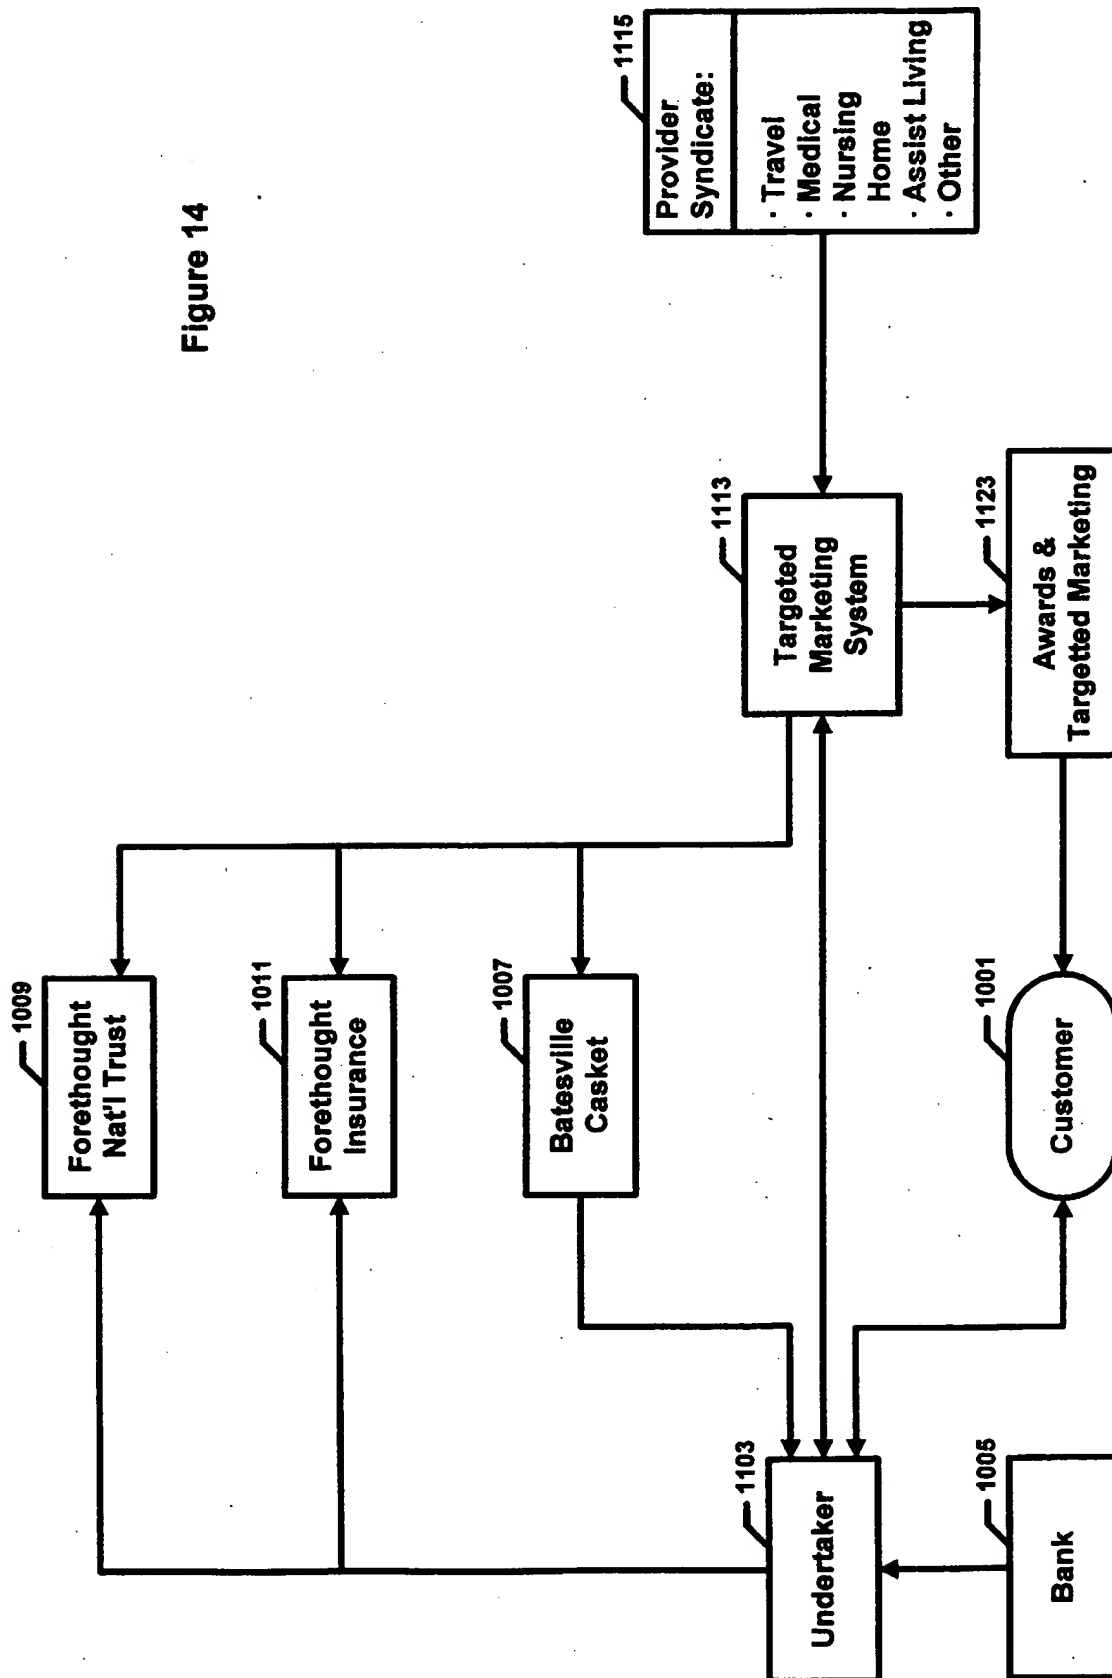 Figure 14
1009
Forethought
Nat'l Trust
1011
Forethought
Insurance
1007
Batesville
Casket
1103
Undertaker
1005
Bank
1001
Customer
1113
Targeted
Marketing
System
1123
Awards &
Targetted Marketing
1115
Provider
Syndicate:
· Travel
· Medical
· Nursing
Home
· Assist Living
· Other